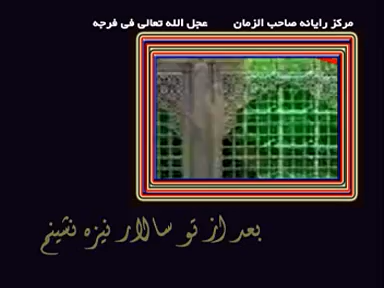 مرکز رایانه صاحب الزمان عجل الله تعالی فی فرجه
بعد از تو سالار نیزه نشینم